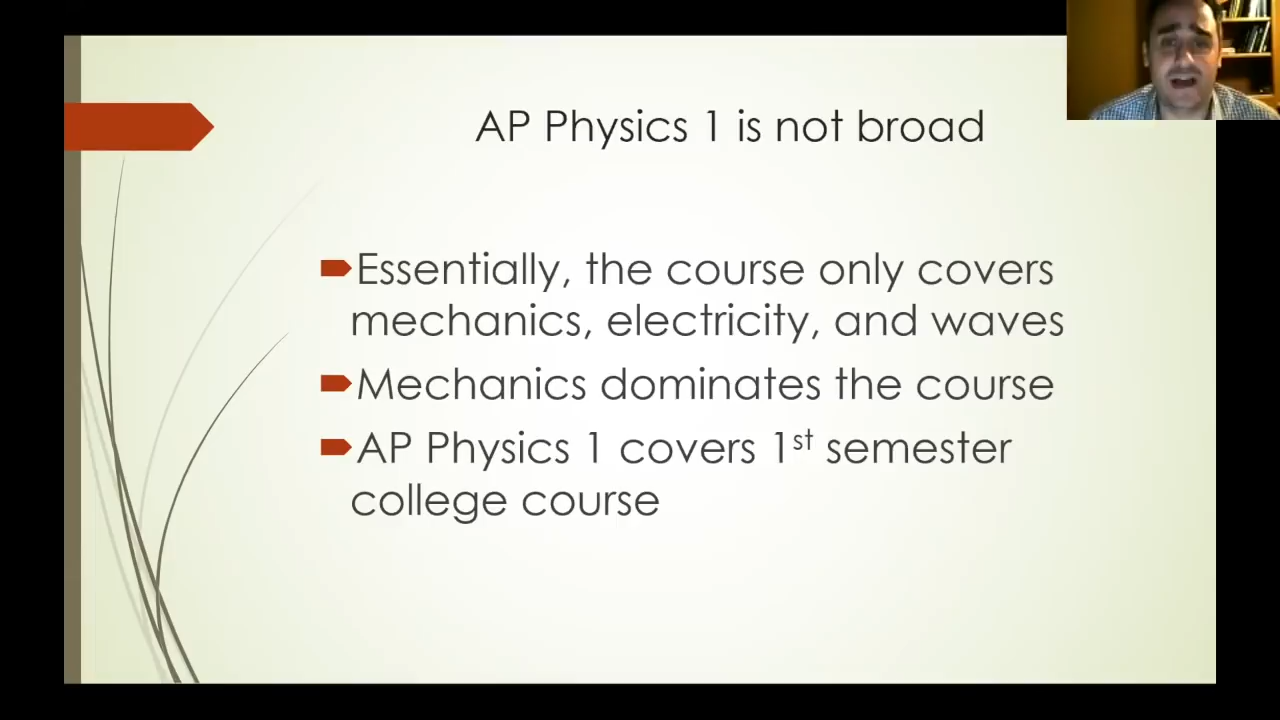 AP Physics 1 is not broad
Essentially, the course only covers
mechanics, electricity, and waves
Mechanics dominates the course
AP Physics 1 covers 1st semester
college course